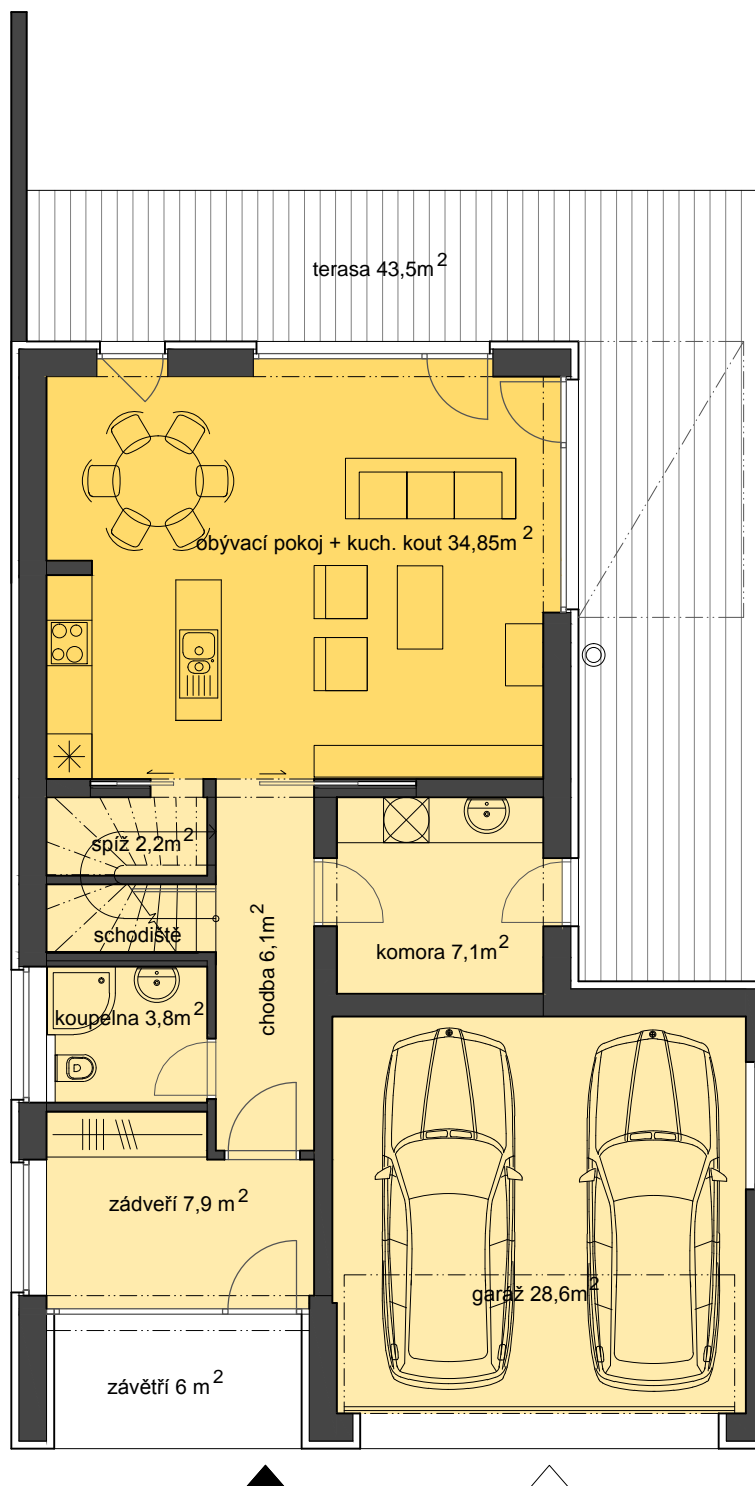 terasa 43,5m²
obývací pokoj + kuch. kout 34,85m²
spíž 2,2m²
schodiště
chodba 6,1m²
komora 7,1m²
koupelna 3,8m²
zádveří 7,9 m²
garáž 28,6m²
závětří 6 m²